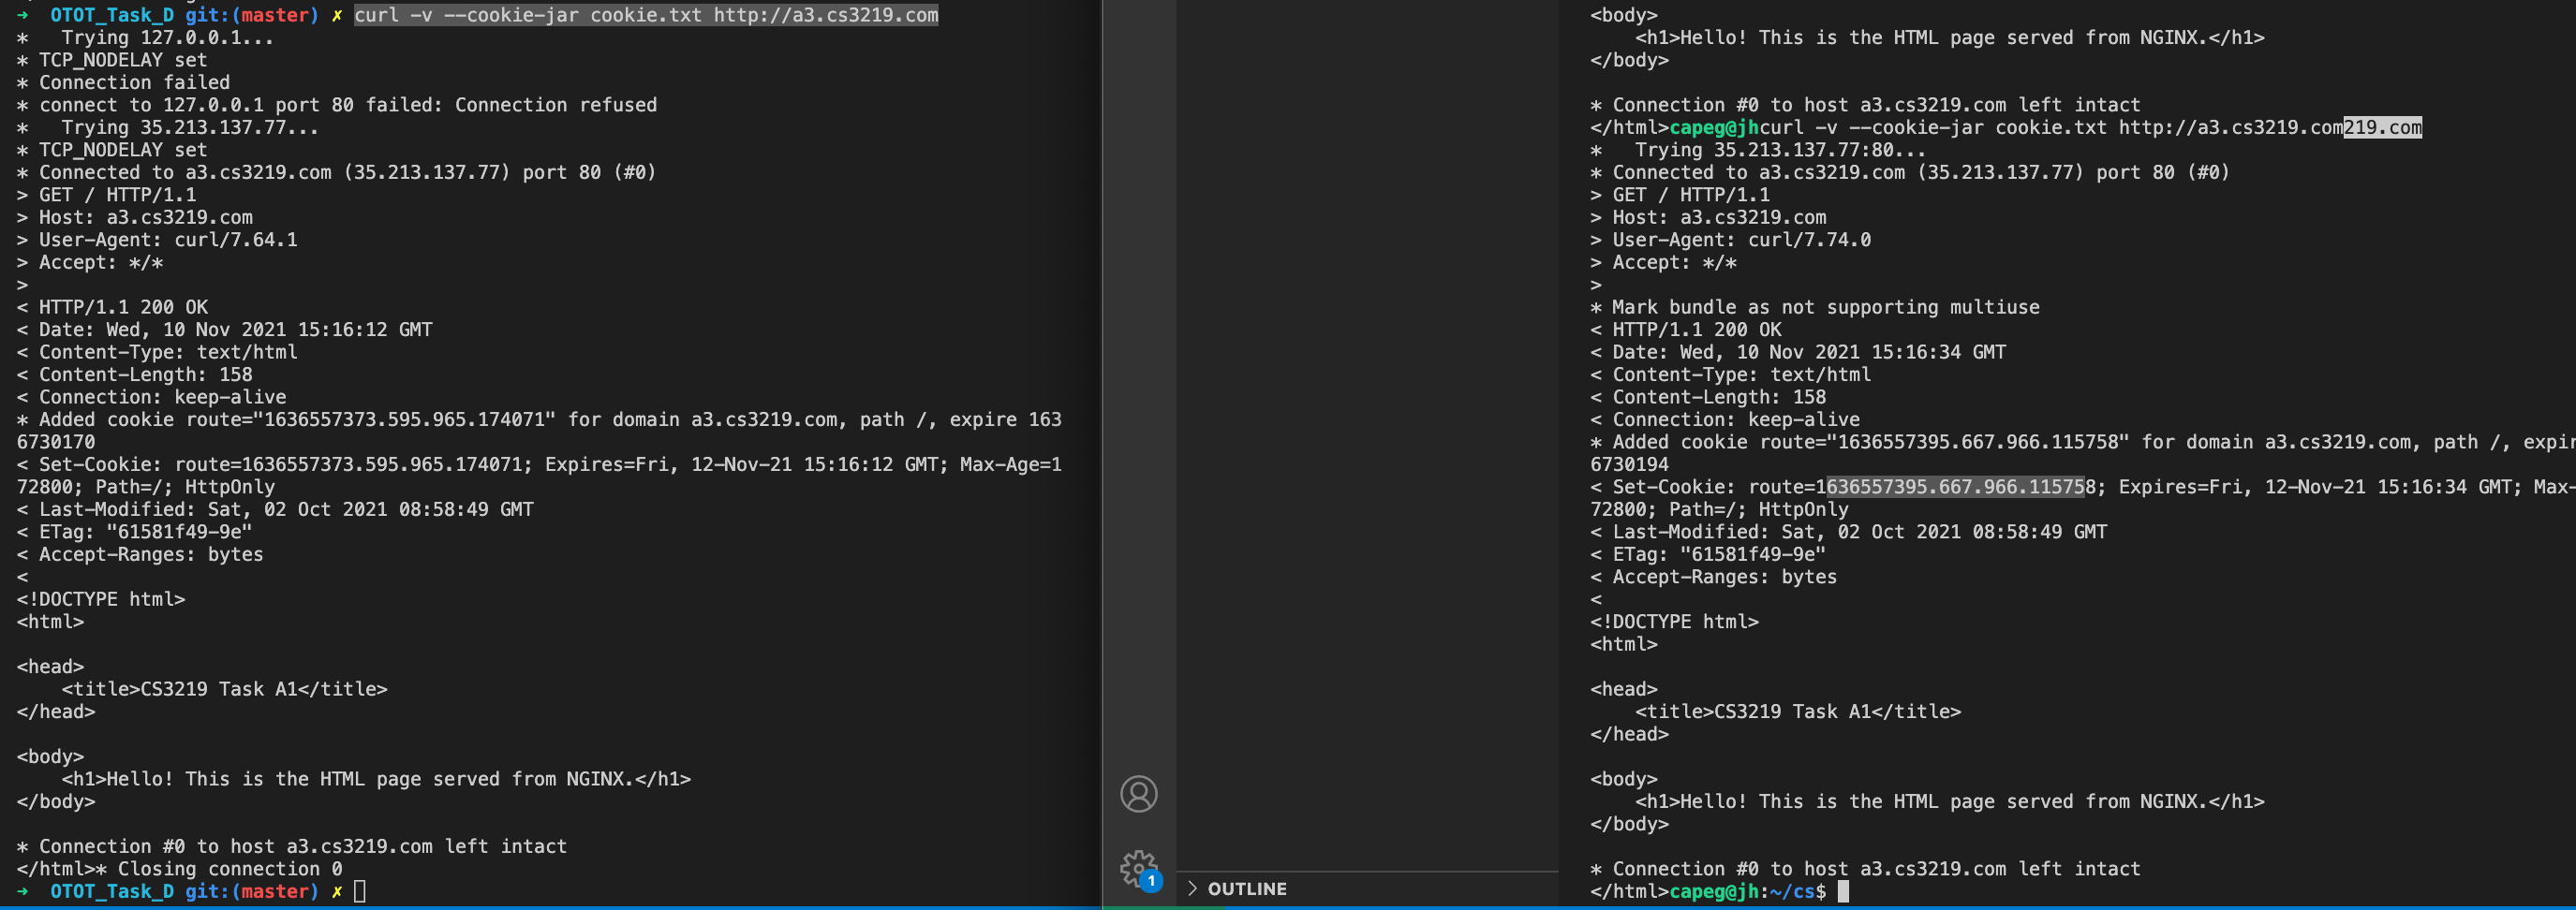 ➜  OTOT_Task_D git:(master) ✗ curl -v --cookie-jar cookie.txt http://a3.cs3219.com
*   Trying 127.0.0.1...
* TCP_NODELAY set
* Connection failed
* connect to 127.0.0.1 port 80 failed: Connection refused
*   Trying 35.213.137.77...
* TCP_NODELAY set
* Connected to a3.cs3219.com (35.213.137.77) port 80 (#0)
> GET / HTTP/1.1
> Host: a3.cs3219.com
> User-Agent: curl/7.64.1
> Accept: */*
>
< HTTP/1.1 200 OK
< Date: Wed, 10 Nov 2021 15:16:12 GMT
< Content-Type: text/html
< Content-Length: 158
< Connection: keep-alive
* Added cookie route="1636557373.595.965.174071" for domain a3.cs3219.com, path /, expire 163
6730170
< Set-Cookie: route=1636557373.595.965.174071; Expires=Fri, 12-Nov-21 15:16:12 GMT; Max-Age=1
72800; Path=/; HttpOnly
< Last-Modified: Sat, 02 Oct 2021 08:58:49 GMT
< ETag: "61581f49-9e"
< Accept-Ranges: bytes
<
<!DOCTYPE html>
<html>
<head>
    <title>CS3219 Task A1</title>
</head>
<body>
    <h1>Hello! This is the HTML page served from NGINX.</h1>
</body>
* Connection #0 to host a3.cs3219.com left intact
</html>* Closing connection 0
➜  OTOT_Task_D git:(master) ✗
1
> OUTLINE
<body>
    <h1>Hello! This is the HTML page served from NGINX.</h1>
</body>
* Connection #0 to host a3.cs3219.com left intact
</html>capeg@jhcurl -v --cookie-jar cookie.txt http://a3.cs3219.com219.com
*   Trying 35.213.137.77:80...
* Connected to a3.cs3219.com (35.213.137.77) port 80 (#0)
> GET / HTTP/1.1
> Host: a3.cs3219.com
> User-Agent: curl/7.74.0
> Accept: */*
>
* Mark bundle as not supporting multiuse
< HTTP/1.1 200 OK
< Date: Wed, 10 Nov 2021 15:16:34 GMT
< Content-Type: text/html
< Content-Length: 158
< Connection: keep-alive
* Added cookie route="1636557395.667.966.115758" for domain a3.cs3219.com, path /, expir
6730194
< Set-Cookie: route=1636557395.667.966.115758; Expires=Fri, 12-Nov-21 15:16:34 GMT; Max-
72800; Path=/; HttpOnly
< Last-Modified: Sat, 02 Oct 2021 08:58:49 GMT
< ETag: "61581f49-9e"
< Accept-Ranges: bytes
<
<!DOCTYPE html>
<html>
<head>
    <title>CS3219 Task A1</title>
</head>
<body>
    <h1>Hello! This is the HTML page served from NGINX.</h1>
</body>
* Connection #0 to host a3.cs3219.com left intact
</html>capeg@jh:~/cs$